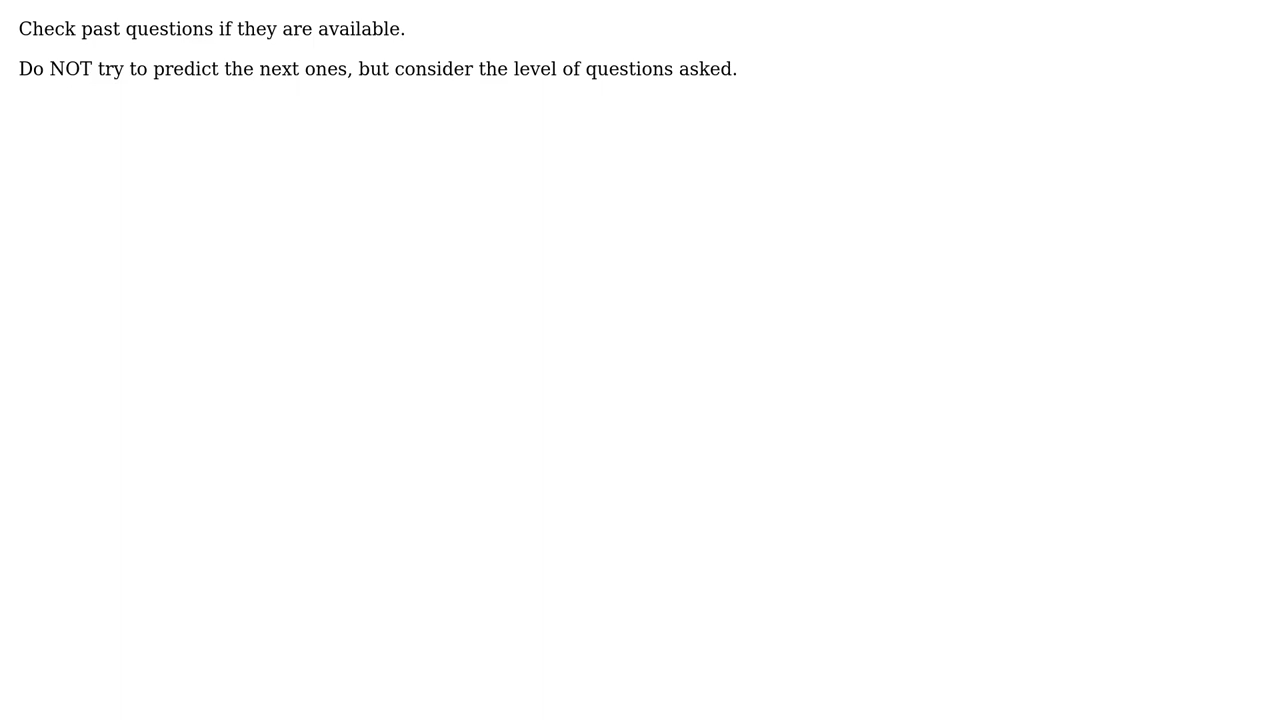 Check past questions if they are available.
Do NOT try to predict the next ones, but consider the level of questions asked.